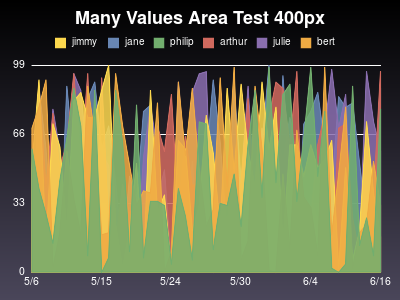 Many Values Area Test 400px
jimmy jane philip arthur julie bert
99
66
33
0
5/6 5/15 5/24 5/30 6/4 6/16